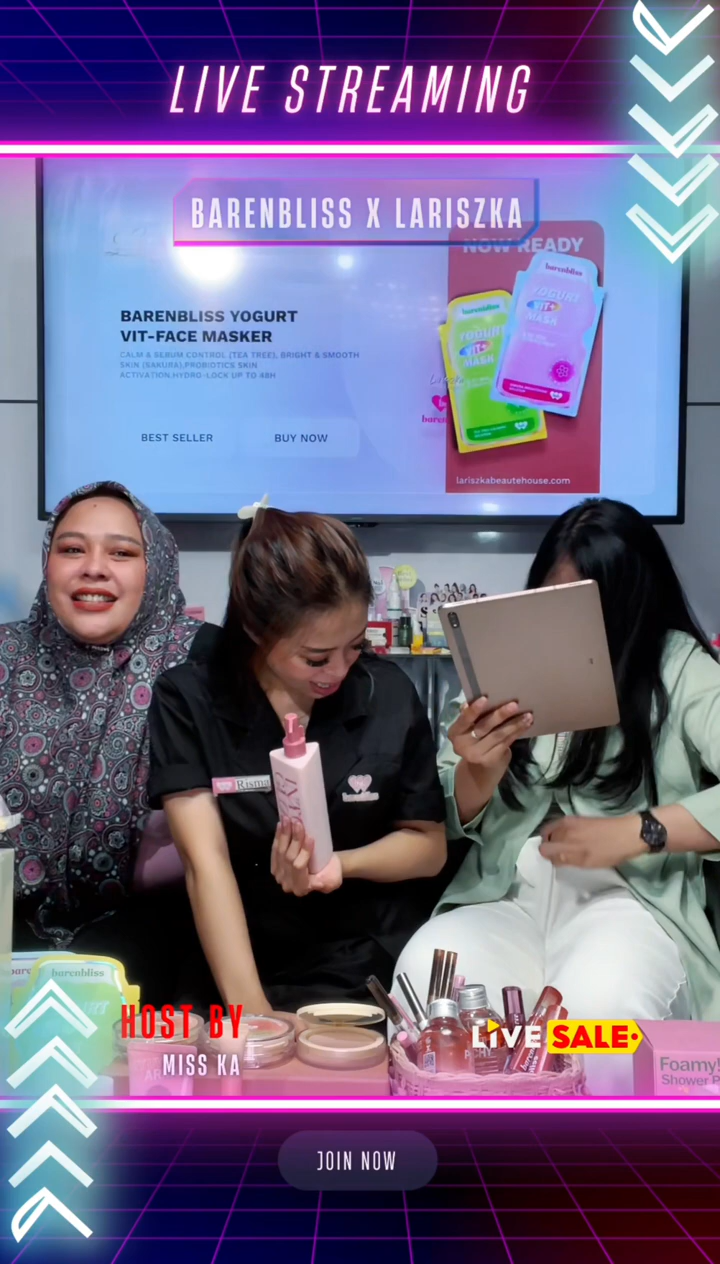 LIVE STREAMING
BARENBLISS X LARISZKA
NOW READY
BARENBLISS YOGURT
VIT-FACE MASKER
CALM & SEBUM CONTROL (TEA TREE), BRIGHT & SMOOTH
SKIN (SAKURA),PROBIOTICS SKIN
ACTIVATION,HYDRO-LOCK UP TO 48H
BEST SELLER
BUY NOW
barenbliss
YOGURT
VIT+
MASK
barenbliss
YOGURT
VIT+
MASK
lariszkabeautehouse.com
Risma
barenbliss
barenbliss
HOST BY
MISS KA
LIVE SALE
Foamy!
Shower P
JOIN NOW